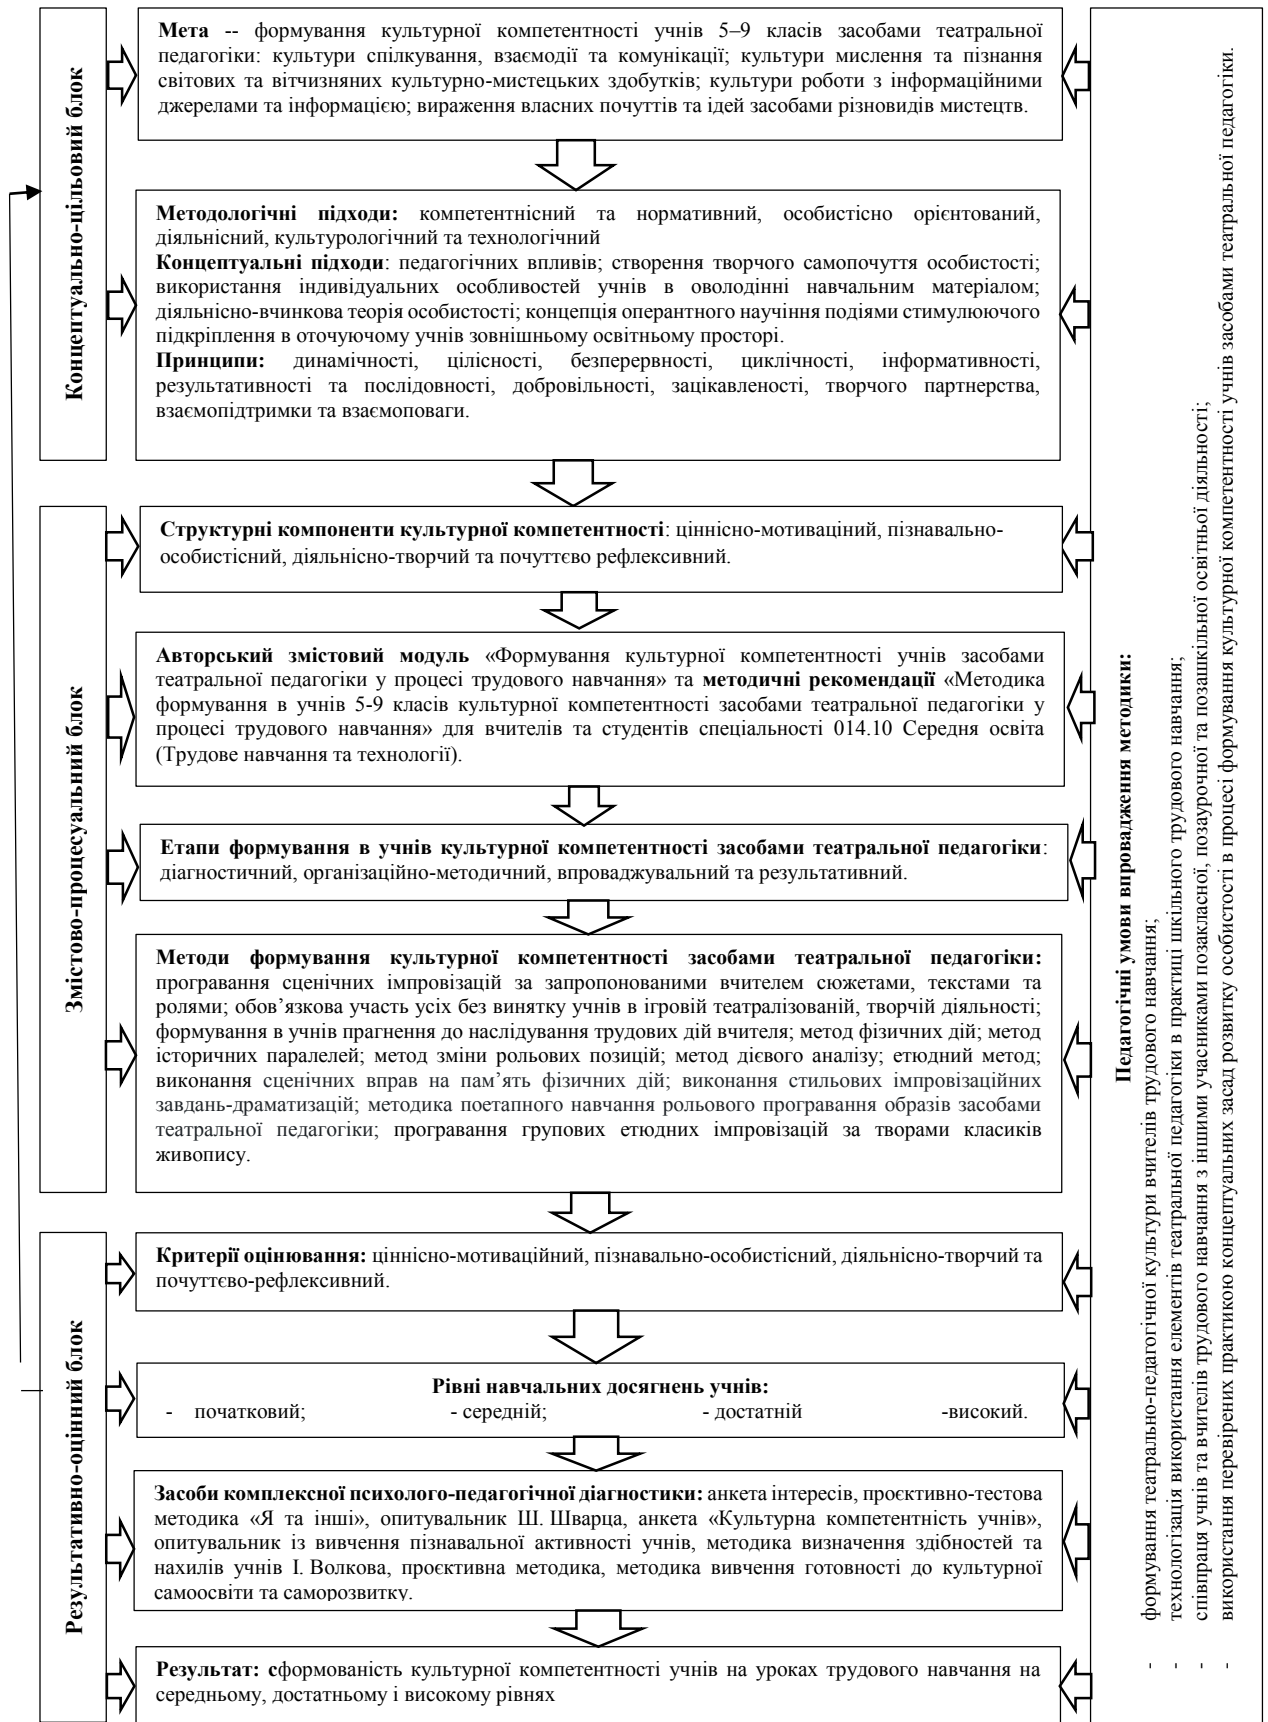 Концептуально-цільовий блок
Мета -- формування культурної компетентності учнів 5–9 класів засобами театральної
педагогіки: культури спілкування, взаємодії та комунікації; культури мислення та пізнання
світових та вітчизняних культурно-мистецьких здобутків; культури роботи з інформаційними
джерелами та інформацією; вираження власних почуттів та ідей засобами різновидів мистецтв.
Методологічні підходи: компетентнісний та нормативний, особистісно орієнтований,
діяльнісний, культурологічний та технологічний
Концептуальні підходи: педагогічних впливів; створення творчого самопочуття особистості;
використання індивідуальних особливостей учнів в оволодінні навчальним матеріалом;
діяльнісно-вчинкова теорія особистості; концепція оперантного научіння подіями стимулюючого
підкріплення в оточуючому учнів зовнішньому освітньому просторі.
Принципи: динамічності, цілісності, безперервності, циклічності, інформативності,
результативності та послідовності, добровільності, зацікавленості, творчого партнерства,
взаємопідтримки та взаємоповаги.
Змістово-процесуальний блок
Структурні компоненти культурної компетентності: ціннісно-мотиваціний, пізнавально-
особистісний, діяльнісно-творчий та почуттєво рефлексивний.
Авторський змістовий модуль «Формування культурної компетентності учнів засобами
театральної педагогіки у процесі трудового навчання» та методичні рекомендації «Методика
формування в учнів 5-9 класів культурної компетентності засобами театральної педагогіки у
процесі трудового навчання» для вчителів та студентів спеціальності 014.10 Середня освіта
(Трудове навчання та технології).
Етапи формування в учнів культурної компетентності засобами театральної педагогіки:
діагностичний, організаційно-методичний, впроваджувальний та результативний.
Методи формування культурної компетентності засобами театральної педагогіки:
програвання сценічних імпровізацій за запропонованими вчителем сюжетами, текстами та
ролями; обов’язкова участь усіх без винятку учнів в ігровій театралізованій, творчій діяльності;
формування в учнів прагнення до наслідування трудових дій вчителя; метод фізичних дій; метод
історичних паралелей; метод зміни рольових позицій; метод дієвого аналізу; етюдний метод;
виконання сценічних вправ на пам’ять фізичних дій; виконання стильових імпровізаційних
завдань-драматизацій; методика поетапного навчання рольового програвання образів засобами
театральної педагогіки; програвання групових етюдних імпровізацій за творами класиків
живопису.
Результативно-оцінний блок
Критерії оцінювання: ціннісно-мотиваційний, пізнавально-особистісний, діяльнісно-творчий та
почуттєво-рефлексивний.
Рівні навчальних досягнень учнів:
- початковий; - середній; - достатній -високий.
Засоби комплексної психолого-педагогічної діагностики: анкета інтересів, проєктивно-тестова
методика «Я та інші», опитувальник Ш. Шварца, анкета «Культурна компетентність учнів»,
опитувальник із вивчення пізнавальної активності учнів, методика визначення здібностей та
нахилів учнів І. Волкова, проєктивна методика, методика вивчення готовності до культурної
самоосвіти та саморозвитку.
Результат: сформованість культурної компетентності учнів на уроках трудового навчання на
середньому, достатньому і високому рівнях
Педагогічні умови впровадження методики:
- формування театрально-педагогічної культури вчителів трудового навчання;
- технологізація використання елементів театральної педагогіки в практиці шкільного трудового навчання;
- співпраця учнів та вчителів трудового навчання з іншими учасниками позакласної, позаурочної та позашкільної освітньої діяльності;
- використання перевірених практикою концептуальних засад розвитку особистості в процесі формування культурної компетентності учнів засобами театральної педагогіки.